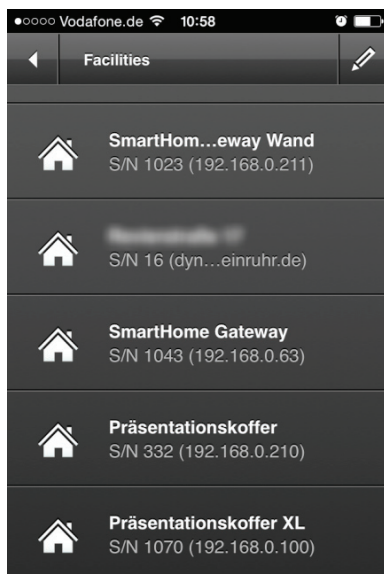 Vodafone.de 10:58
Facilities
SmartHom…eway Wand
S/N 1023 (192.168.0.211)
S/N 16 (dyn…einruhr.de)
SmartHome Gateway
S/N 1043 (192.168.0.63)
Präsentationskoffer
S/N 332 (192.168.0.210)
Präsentationskoffer XL
S/N 1070 (192.168.0.100)